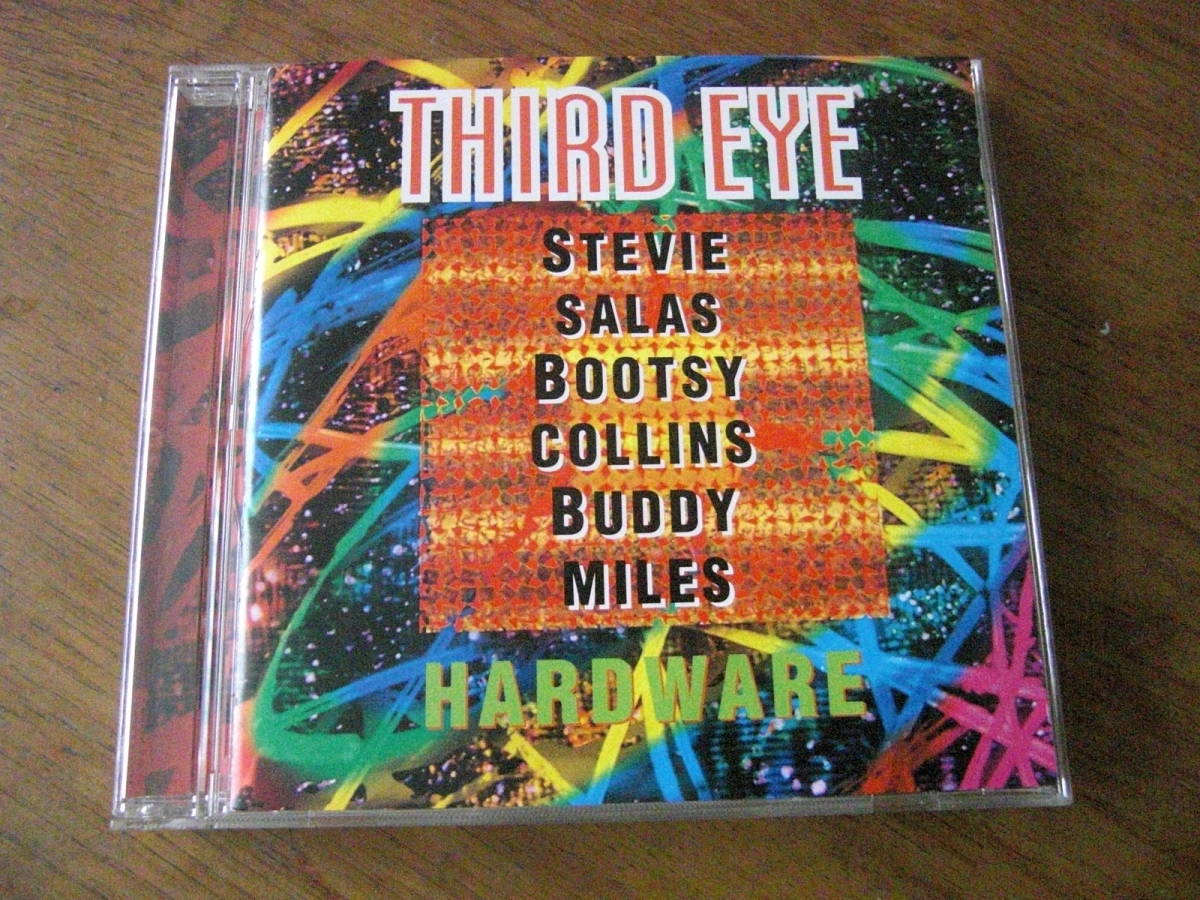 THIRD EYE
STEVIE
SALAS
BOOTSY
COLLINS
BUDDY
MILES
HARDWARE